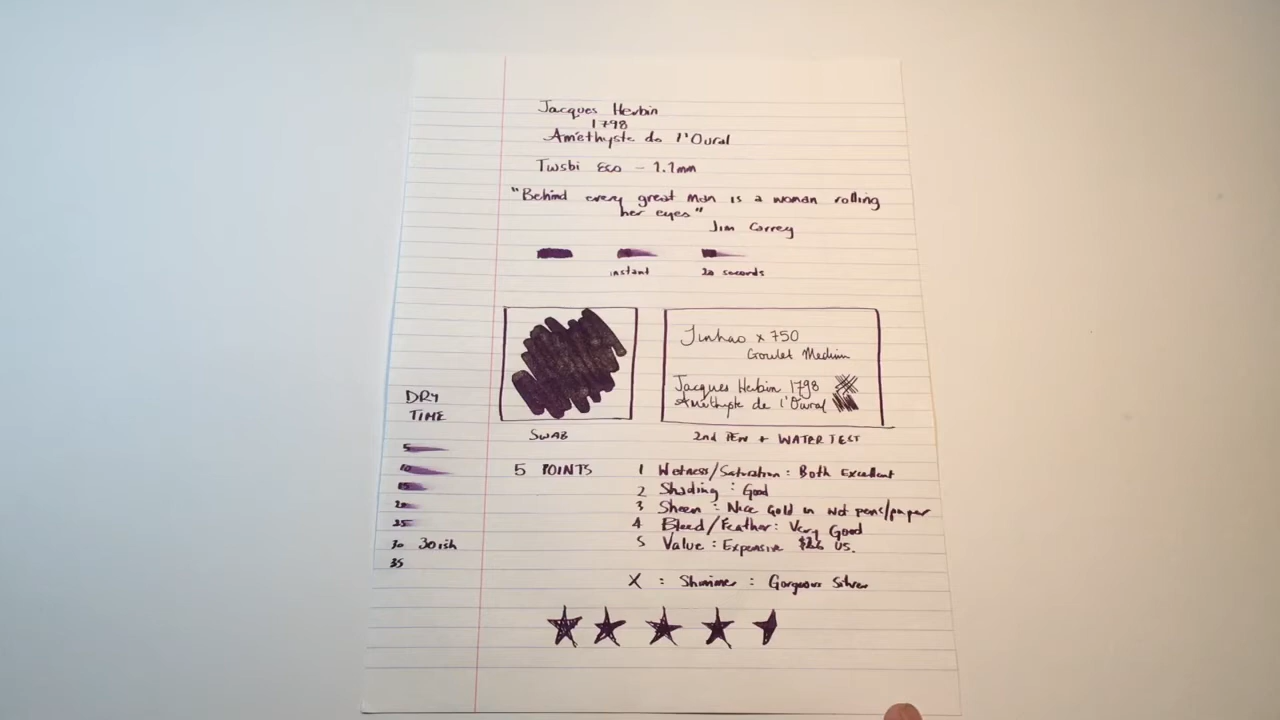 Jacques Herbin
1798
Améthyste de l'Oural
Twsbi Eco - 1.1mm
"Behind every great man is a woman rolling
her eyes"
Jim Carrey
instant
20 seconds
Jinhao x750
Goulet Medium
Jacques Herbin 1798
Améthyste de l'Oural
DRY
TIME
SWAB
2nd PEN + WATER TEST
5
10
15
20
25
30 30ish
35
5 POINTS
1 Wetness/Saturation : Both Excellent
2 Shading : Good
3 Sheen : Nice Gold in wet pens/paper
4 Bleed/Feather : Very Good
5 Value : Expensive $26 US.
X : Shimmer : Gorgeous Silver